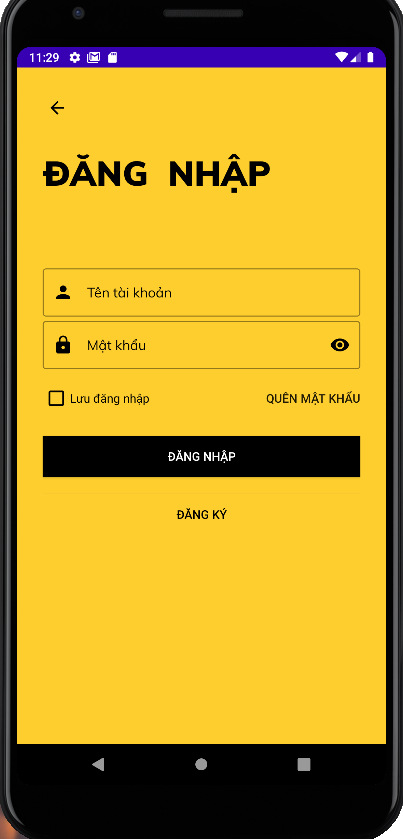 11:29
ĐĂNG NHẬP
Tên tài khoản
Mật khẩu
Lưu đăng nhập QUÊN MẬT KHẨU
ĐĂNG NHẬP
ĐĂNG KÝ